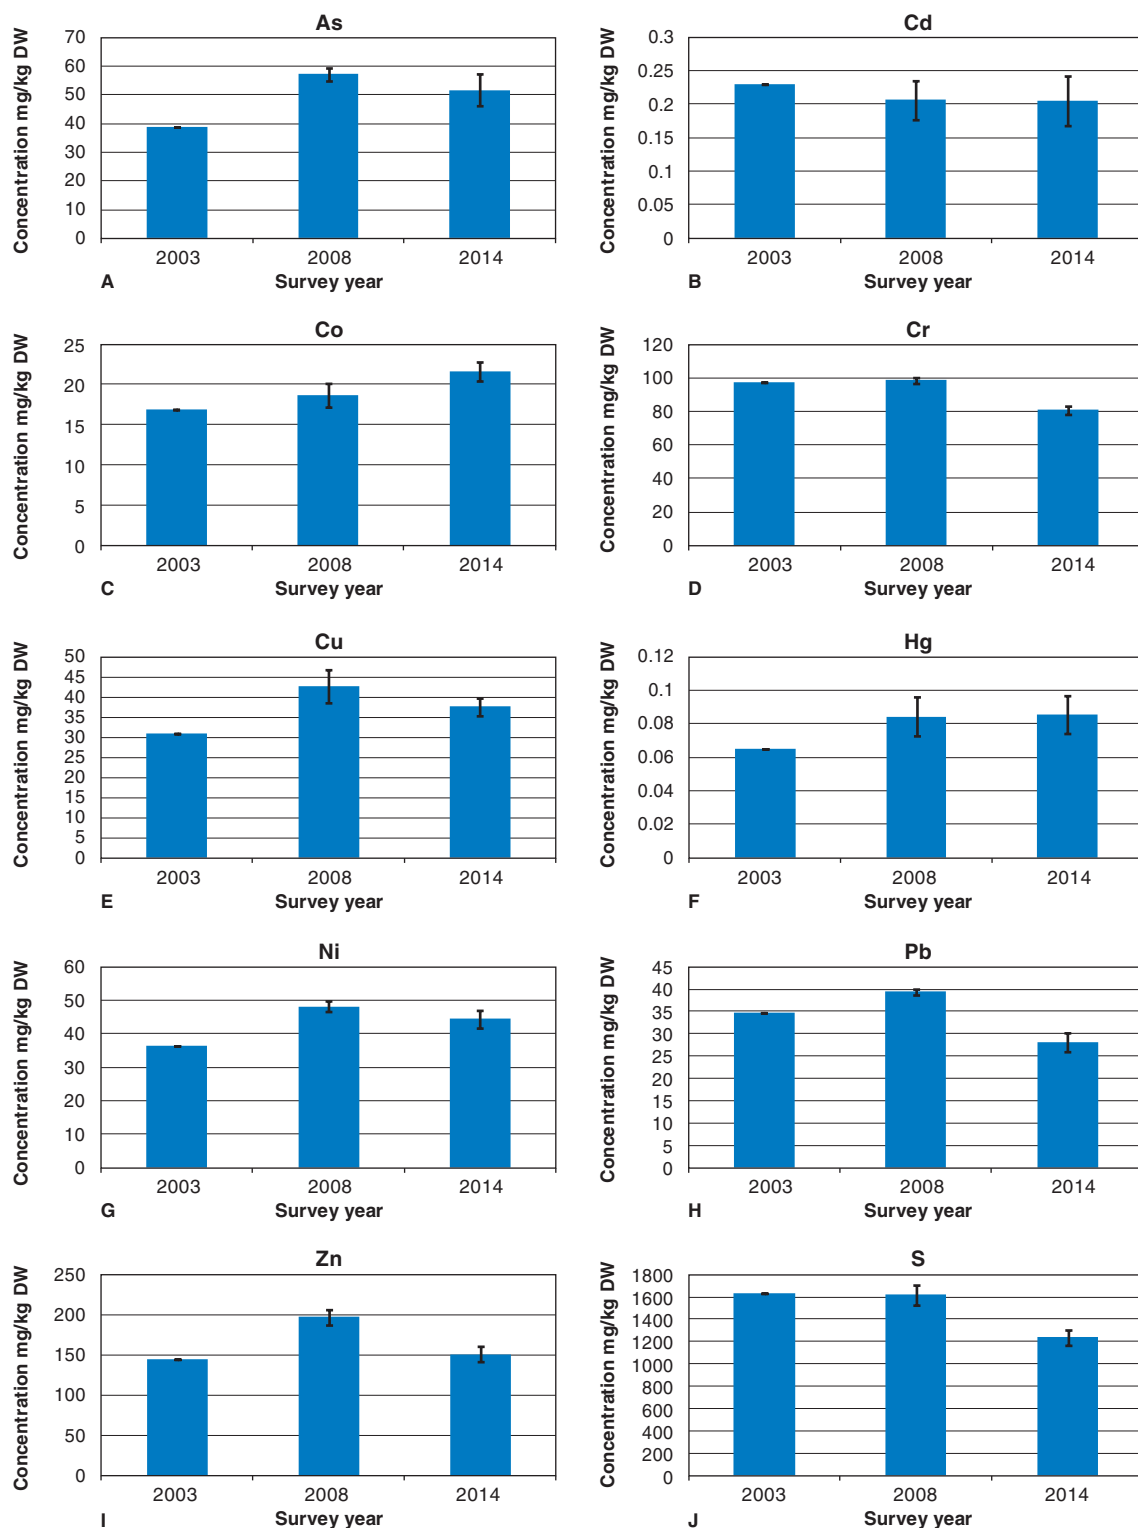 As
Concentration mg/kg DW
70
60
50
40
30
20
10
0
2003 2008 2014
A Survey year
Cd
Concentration mg/kg DW
0.3
0.25
0.2
0.15
0.1
0.05
0
2003 2008 2014
B Survey year
Co
Concentration mg/kg DW
25
20
15
10
5
0
2003 2008 2014
C Survey year
Cr
Concentration mg/kg DW
120
100
80
60
40
20
0
2003 2008 2014
D Survey year
Cu
Concentration mg/kg DW
50
45
40
35
30
25
20
15
10
5
0
2003 2008 2014
E Survey year
Hg
Concentration mg/kg DW
0.12
0.1
0.08
0.06
0.04
0.02
0
2003 2008 2014
F Survey year
Ni
Concentration mg/kg DW
60
50
40
30
20
10
0
2003 2008 2014
G Survey year
Pb
Concentration mg/kg DW
45
40
35
30
25
20
15
10
5
0
2003 2008 2014
H Survey year
Zn
Concentration mg/kg DW
250
200
150
100
50
0
2003 2008 2014
I Survey year
S
Concentration mg/kg DW
1800
1600
1400
1200
1000
800
600
400
200
0
2003 2008 2014
J Survey year